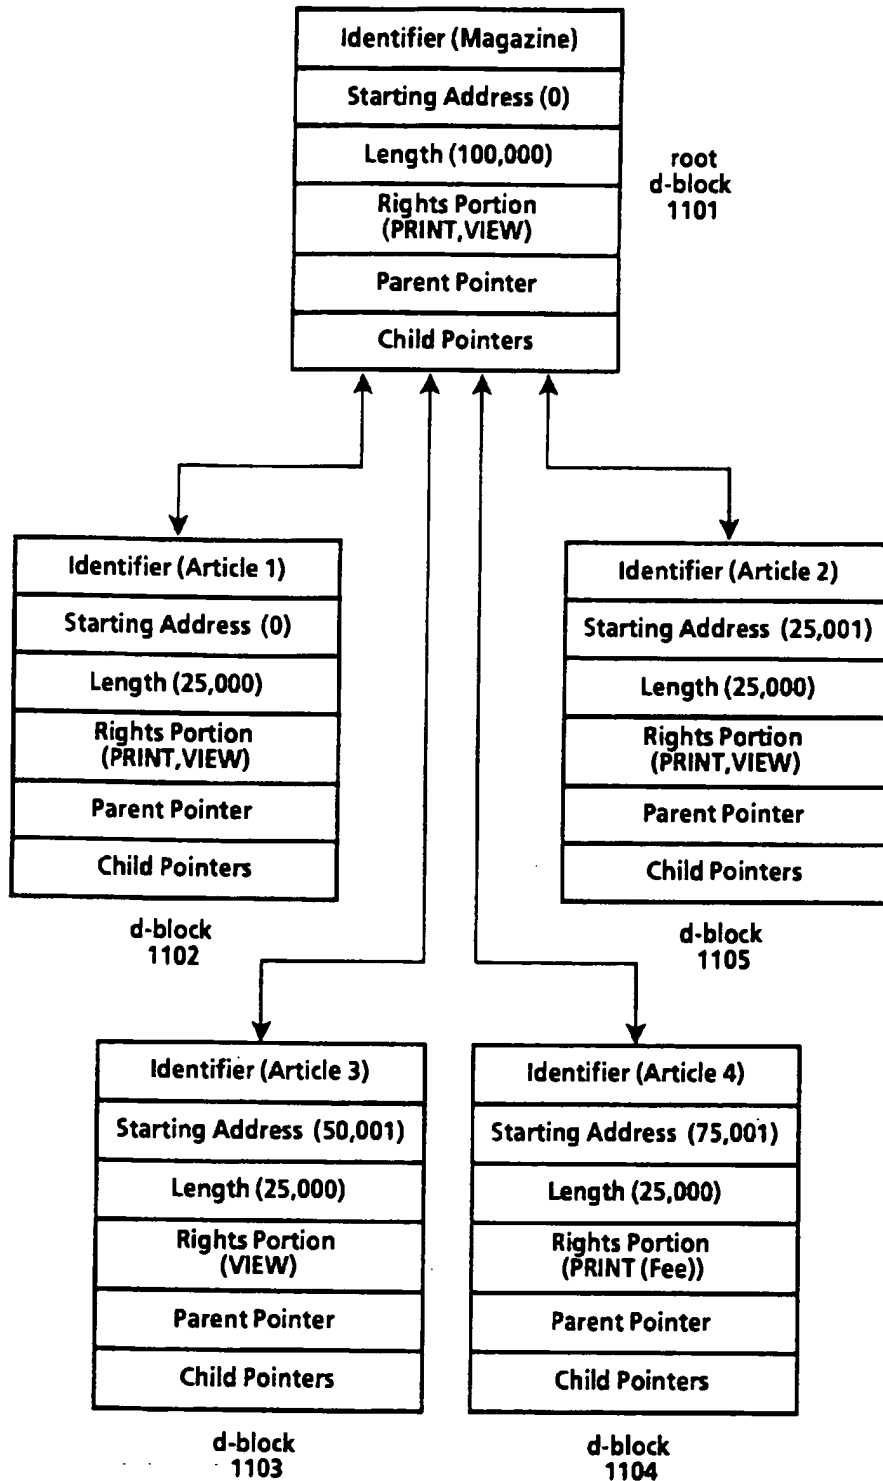 Identifier (Magazine)
Starting Address (0)
Length (100,000)
Rights Portion
(PRINT,VIEW)
Parent Pointer
Child Pointers
root
d-block
1101
Identifier (Article 1)
Starting Address (0)
Length (25,000)
Rights Portion
(PRINT,VIEW)
Parent Pointer
Child Pointers
d-block
1102
Identifier (Article 2)
Starting Address (25,001)
Length (25,000)
Rights Portion
(PRINT,VIEW)
Parent Pointer
Child Pointers
d-block
1105
Identifier (Article 3)
Starting Address (50,001)
Length (25,000)
Rights Portion
(VIEW)
Parent Pointer
Child Pointers
d-block
1103
Identifier (Article 4)
Starting Address (75,001)
Length (25,000)
Rights Portion
(PRINT (Fee))
Parent Pointer
Child Pointers
d-block
1104